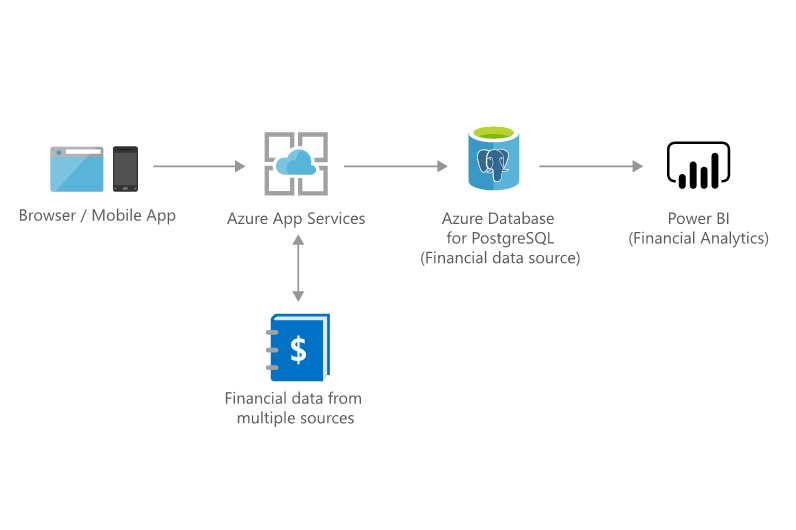 Browser / Mobile App
Azure App Services
Azure Database
for PostgreSQL
(Financial data source)
Power BI
(Financial Analytics)
$
Financial data from
multiple sources